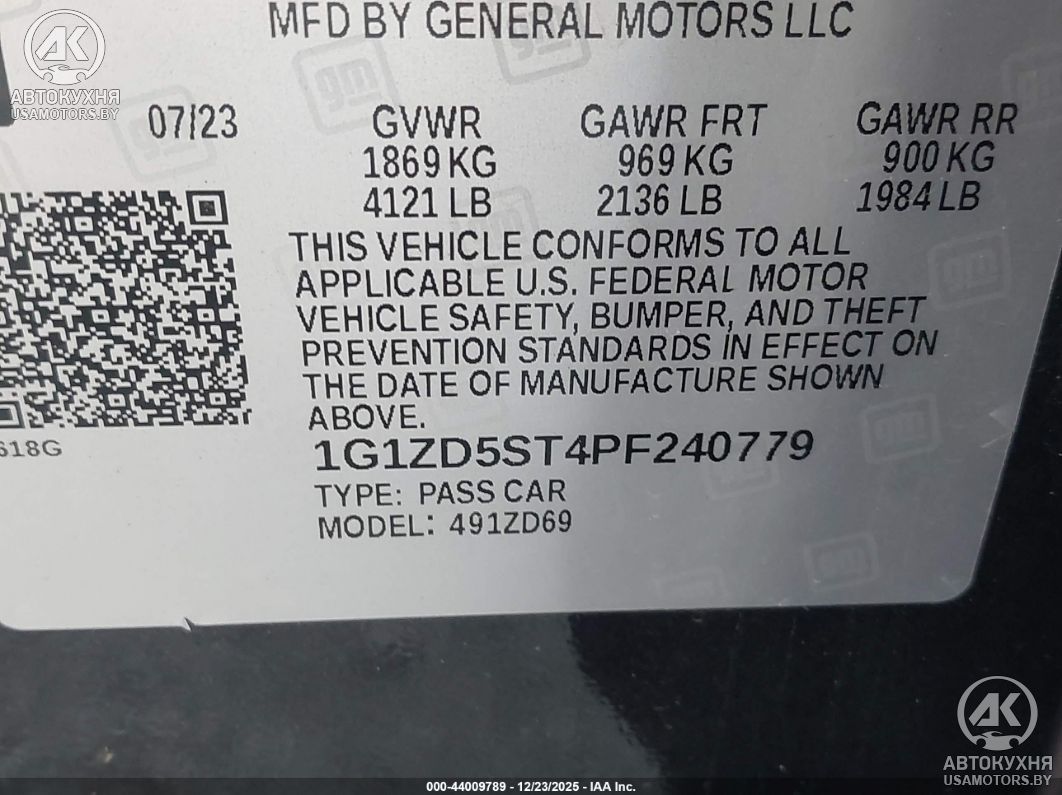 MFD BY GENERAL MOTORS LLC
AK
АВТОКУХНЯ
USAMOTORS.BY
07/23 GVWR GAWR FRT GAWR RR
1869 KG 969 KG 900 KG
4121 LB 2136 LB 1984 LB
THIS VEHICLE CONFORMS TO ALL
APPLICABLE U.S. FEDERAL MOTOR
VEHICLE SAFETY, BUMPER, AND THEFT
PREVENTION STANDARDS IN EFFECT ON
THE DATE OF MANUFACTURE SHOWN
ABOVE.
618G
1G1ZD5ST4PF240779
TYPE: PASS CAR
MODEL: 491ZD69
AK
АВТОКУХНЯ
USAMOTORS.BY
000-44009789 - 12/23/2025 - IAA Inc.